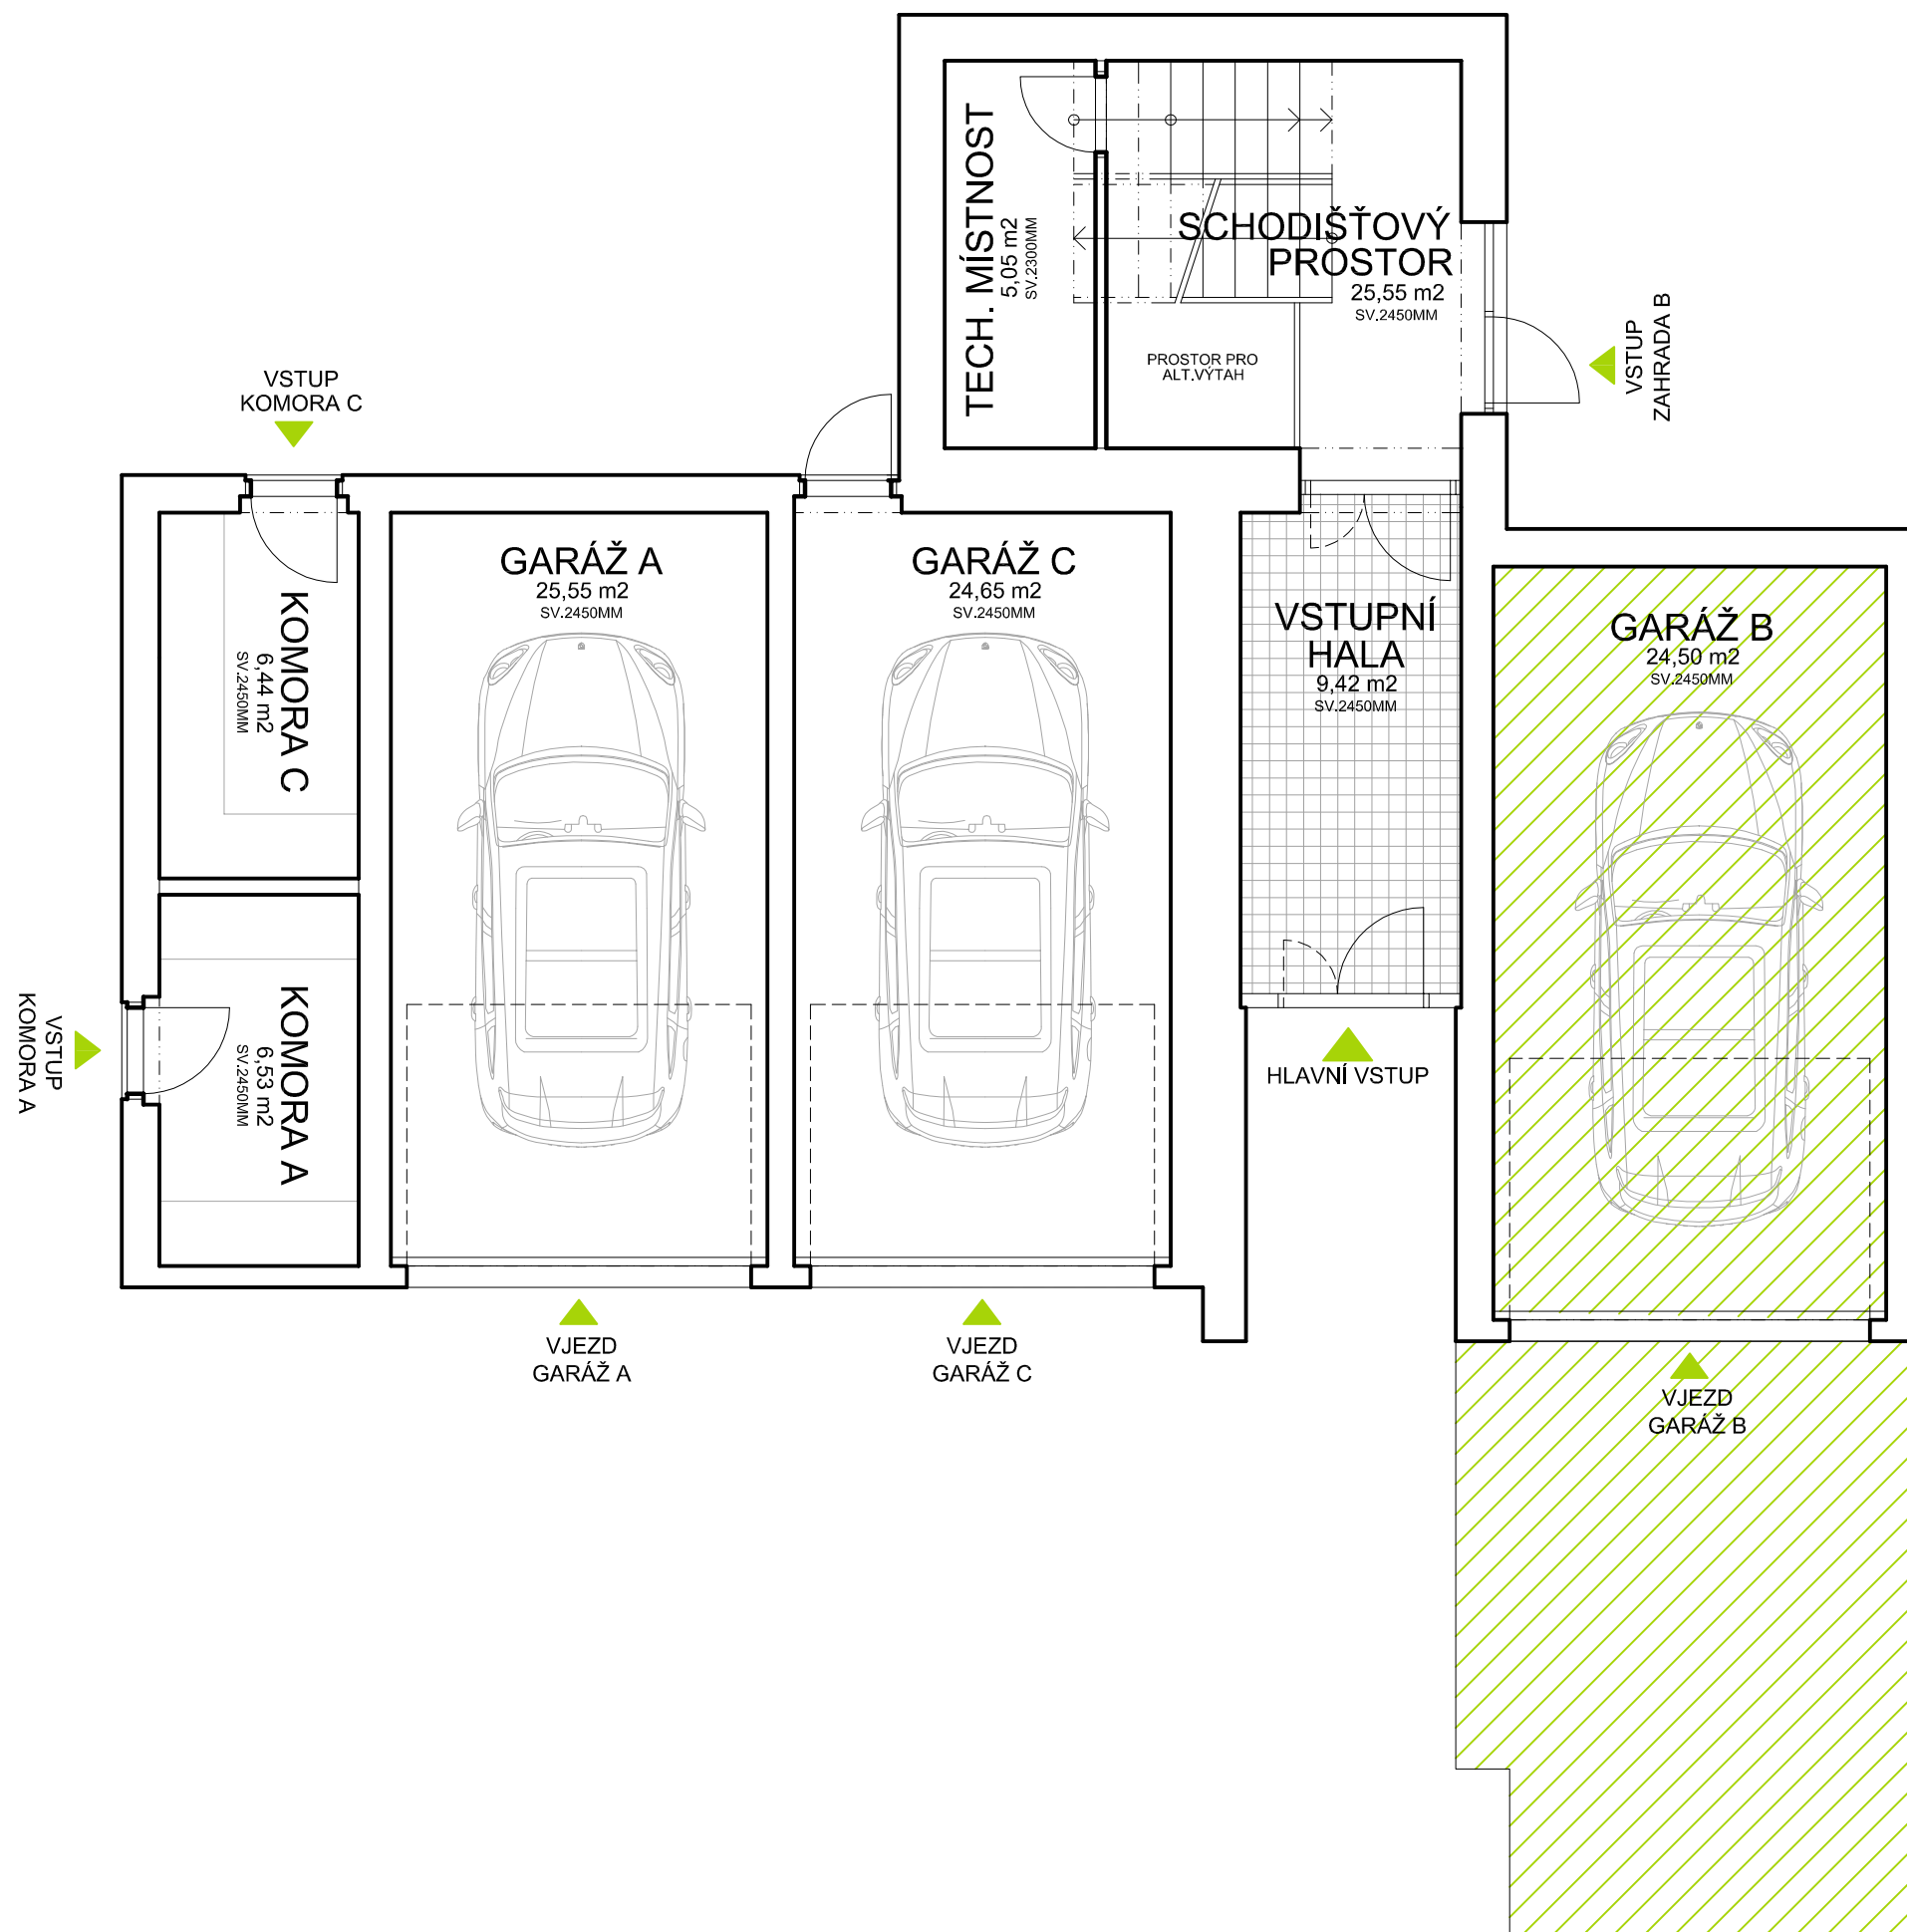 TECH. MÍSTNOST
5,05 m2
SV.2300MM
SCHODIŠŤOVÝ
PROSTOR
25,55 m2
SV.2450MM
PROSTOR PRO
ALT.VÝTAH
VSTUP
ZAHRADA B
VSTUP
KOMORA C
KOMORA C
6,44 m2
SV.2450MM
GARÁŽ A
25,55 m2
SV.2450MM
GARÁŽ C
24,65 m2
SV.2450MM
VSTUPNÍ
HALA
9,42 m2
SV.2450MM
GARÁŽ B
24,50 m2
SV.2450MM
VSTUP
KOMORA A
KOMORA A
6,53 m2
SV.2450MM
HLAVNÍ VSTUP
VJEZD
GARÁŽ A
VJEZD
GARÁŽ C
VJEZD
GARÁŽ B